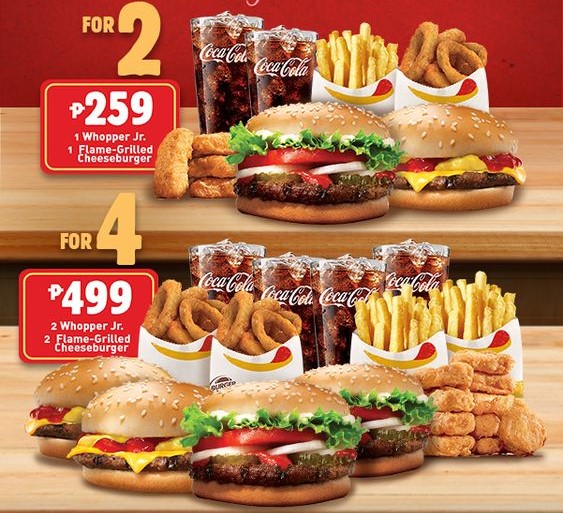 FOR 2
₱259
1 Whopper Jr.
1 Flame-Grilled
Cheeseburger
Coca-Cola
Coca-Cola
FOR 4
₱499
2 Whopper Jr.
2 Flame-Grilled
Cheeseburger
Coca-Cola
Coca-Cola
Coca-Cola
Coca-Cola
BURGER